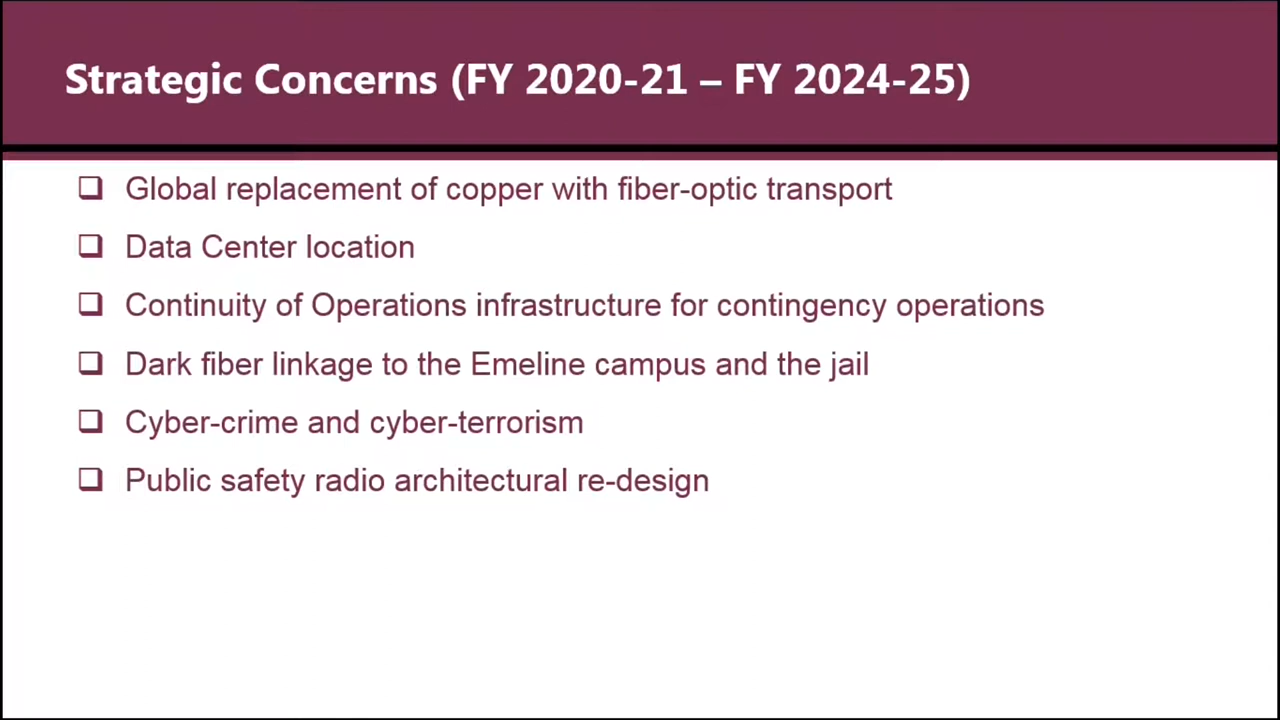 Strategic Concerns (FY 2020-21 – FY 2024-25)
❑ Global replacement of copper with fiber-optic transport
❑ Data Center location
❑ Continuity of Operations infrastructure for contingency operations
❑ Dark fiber linkage to the Emeline campus and the jail
❑ Cyber-crime and cyber-terrorism
❑ Public safety radio architectural re-design